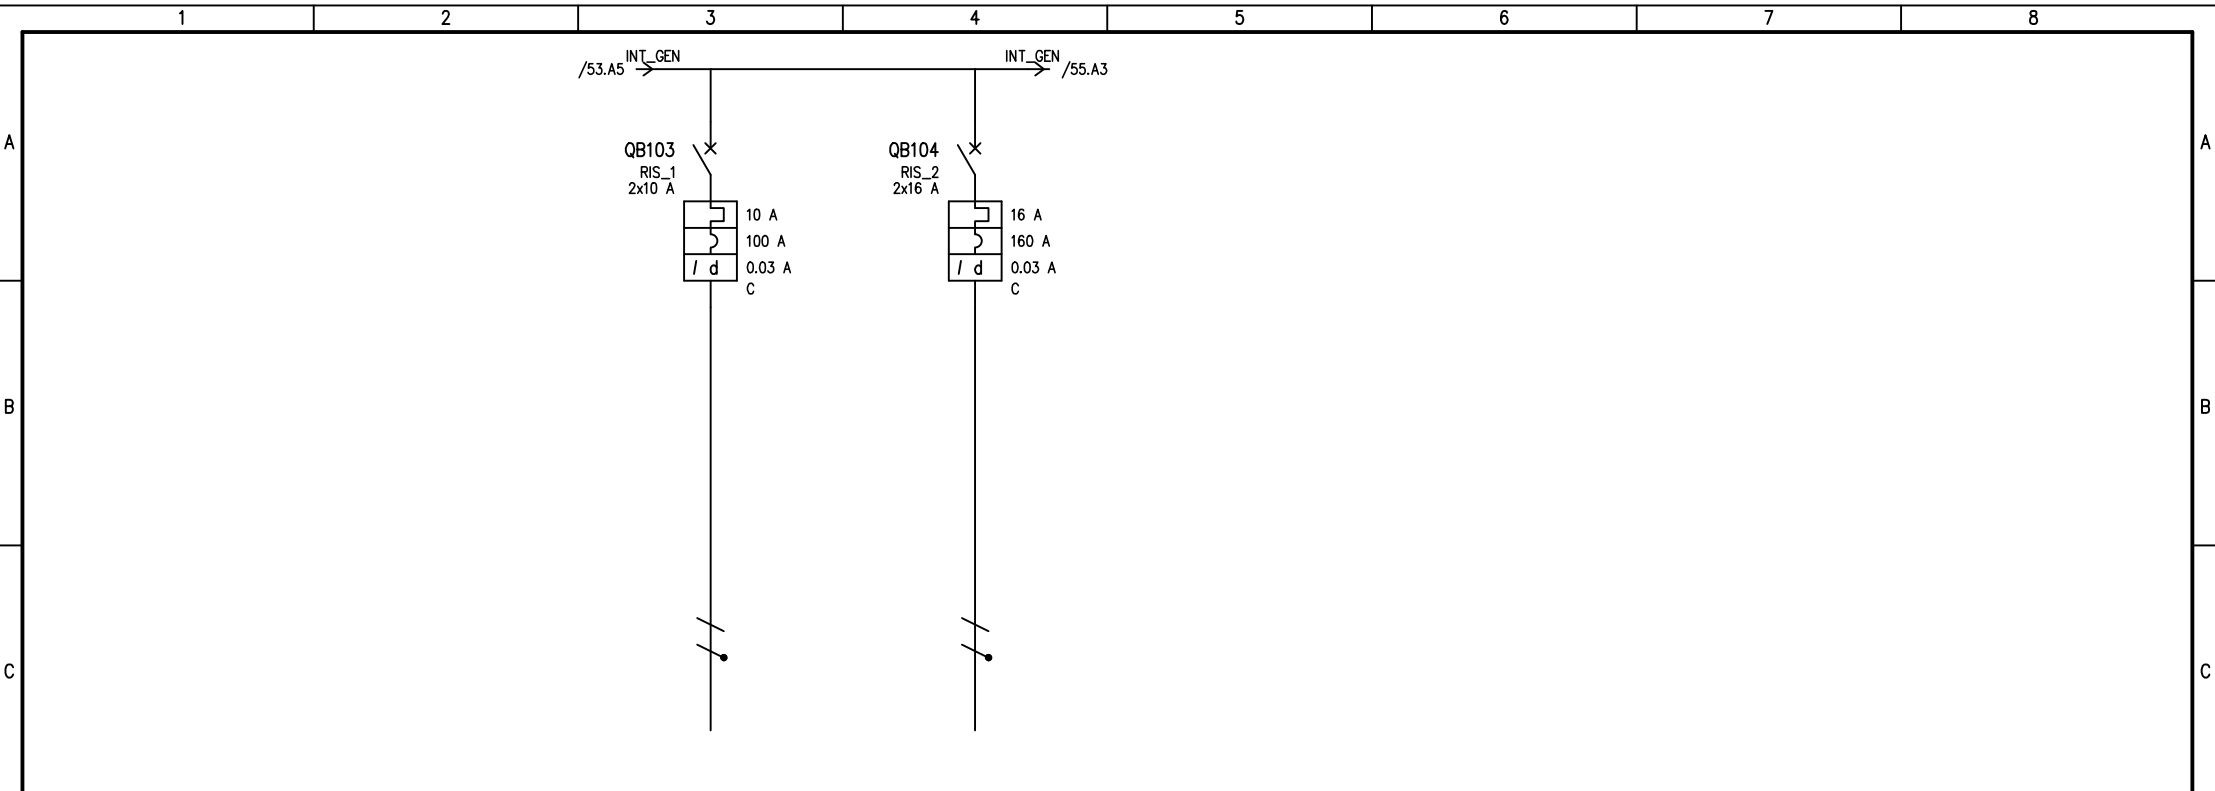 1 2 3 4 5 6 7 8
INT_GEN INT_GEN
/53.A5 /55.A3
A A
QB103 QB104
RIS_1 RIS_2
2x10 A 2x16 A
10 A 16 A
100 A 160 A
I d 0.03 A I d 0.03 A
C C
B B
C C